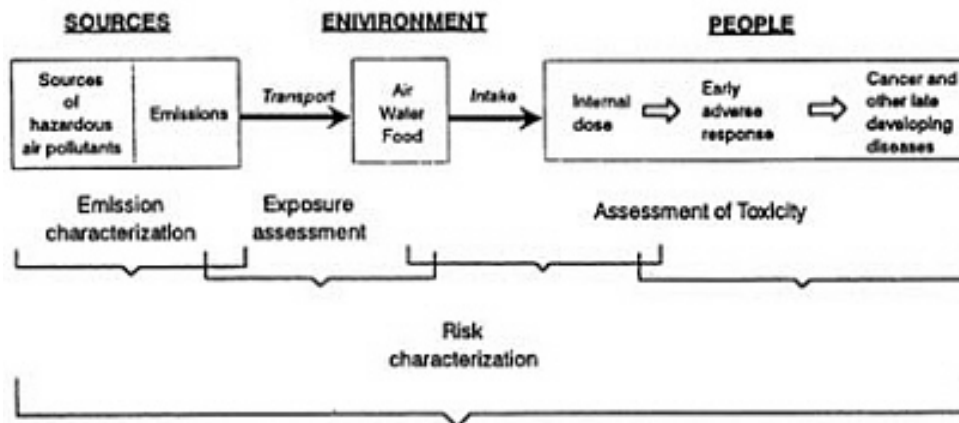 SOURCES
ENIVIRONMENT
PEOPLE
Sources
of
hazardous
air pollutants
Emissions
Transport
Air
Water
Food
Intake
Internal
dose
Early
adverse
response
Cancer and
other late
developing
diseases
Emission
characterization
Exposure
assessment
Assessment of Toxicity
Risk
characterization